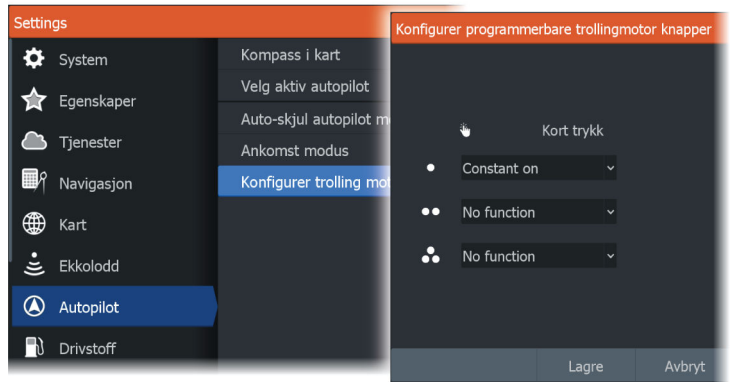 Settings
System
Egenskaper
Tjenester
Navigasjon
Kart
Ekkolodd
Autopilot
Drivstoff
Kompass i kart
Velg aktiv autopilot
Auto-skjul autopilot
Ankomst modus
Konfigurer trolling
Konfigurer programmerbare trollingmotor knapper
Kort trykk
Constant on
No function
No function
Lagre Avbryt